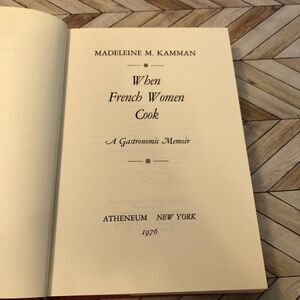 MADELEINE M. KAMMAN
When
French Women
Cook
A Gastronomic Memoir
ATHENEUM NEW YORK
1976